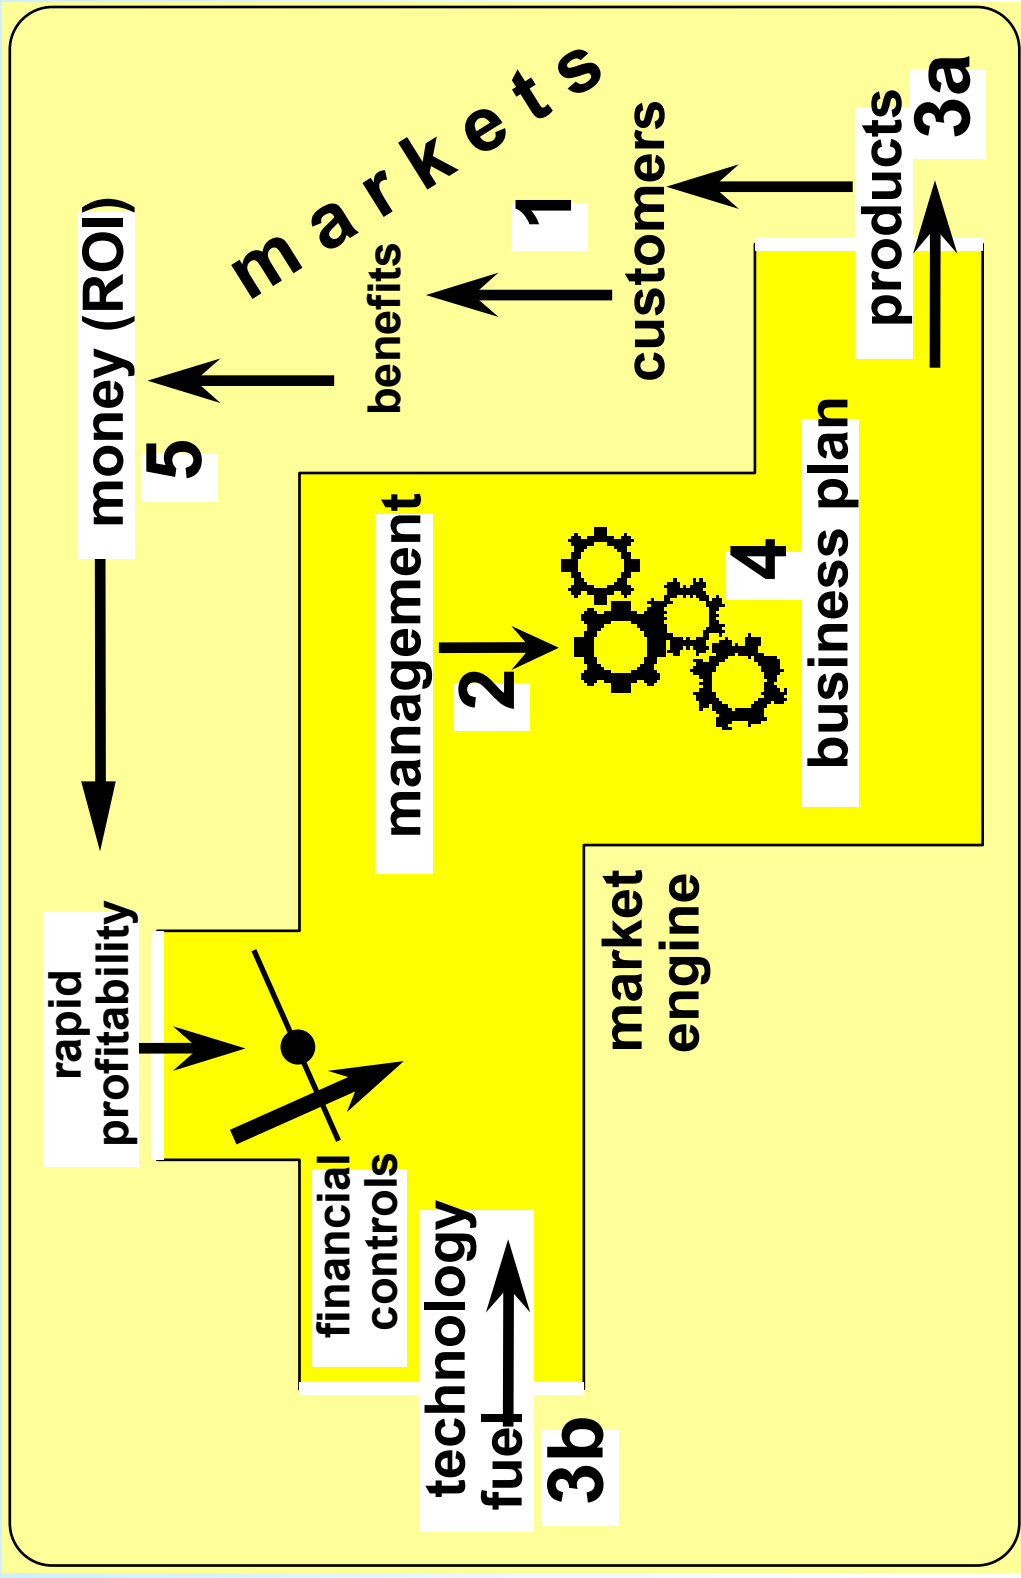 rapid
profitability
money (ROI)
5
markets
benefits
1
customers
financial
controls
management
2
technology
fuel
3b
market
engine
4
business plan
products
3a